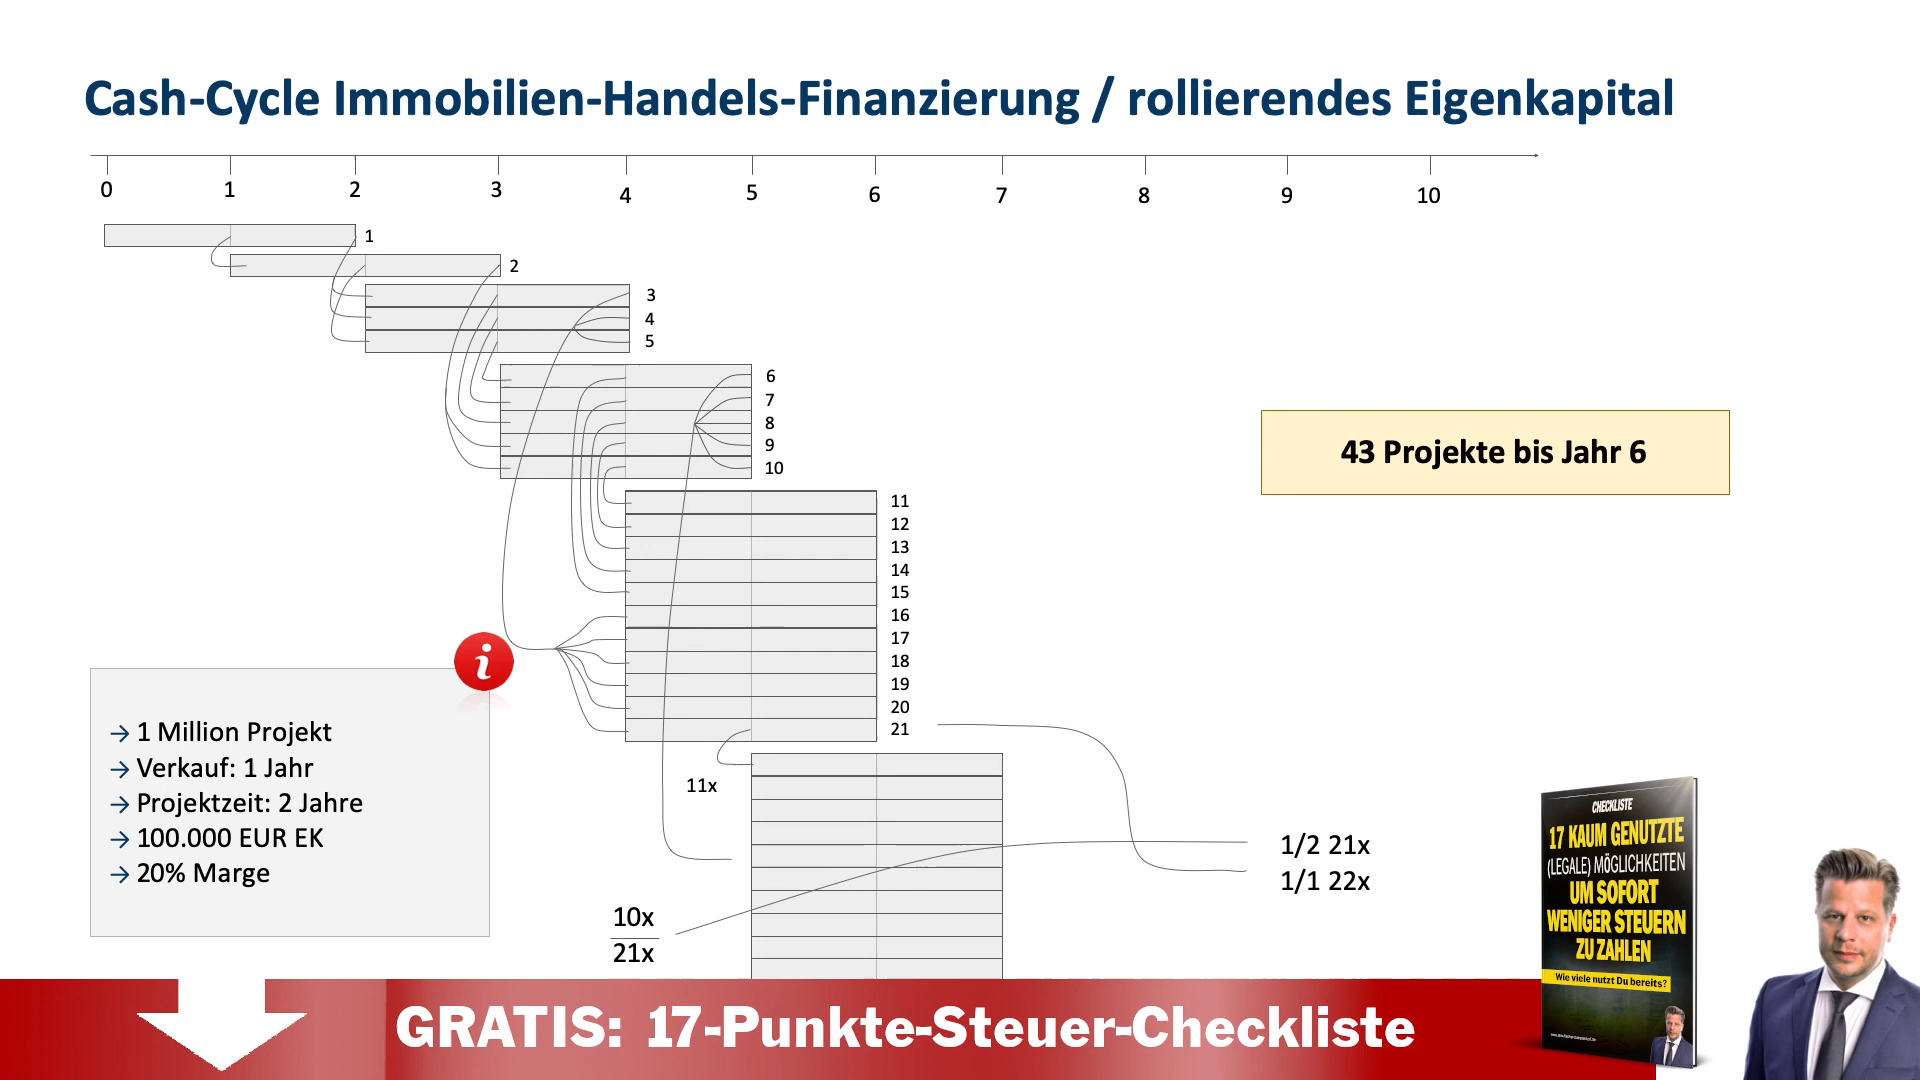 Cash-Cycle Immobilien-Handels-Finanzierung / rollierendes Eigenkapital
0 1 2 3 4 5 6 7 8 9 10
1
2
3
4
5
6
7
8
9
10
11
12
13
14
15
16
17
18
19
20
21
43 Projekte bis Jahr 6
i
→ 1 Million Projekt
→ Verkauf: 1 Jahr
→ Projektzeit: 2 Jahre
→ 100.000 EUR EK
→ 20% Marge
11x
10x
21x
1/2 21x
1/1 22x
CHECKLISTE
17 KAUM GENUTZTE
(LEGALE) MÖGLICHKEITEN
UM SOFORT
WENIGER STEUERN
ZU ZAHLEN
Wie viele nutzt Du bereits?
GRATIS: 17-Punkte-Steuer-Checkliste